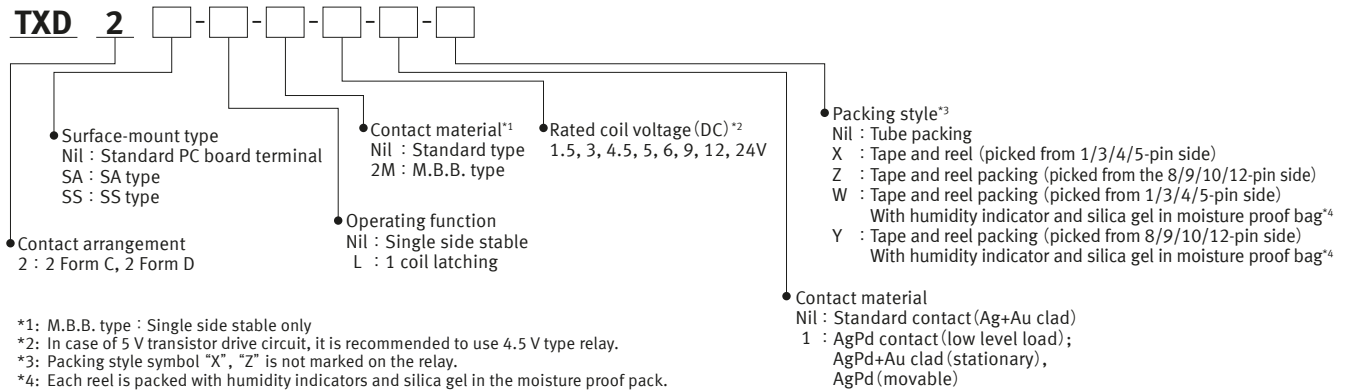 TXD 2 - - - - -
Surface-mount type
Nil : Standard PC board terminal
SA : SA type
SS : SS type
Contact arrangement
2 : 2 Form C, 2 Form D
Contact material*1
Nil : Standard type
2M : M.B.B. type
Operating function
Nil : Single side stable
L : 1 coil latching
Rated coil voltage (DC)*2
1.5, 3, 4.5, 5, 6, 9, 12, 24V
Packing style*3
Nil : Tube packing
X : Tape and reel (picked from 1/3/4/5-pin side)
Z : Tape and reel packing (picked from the 8/9/10/12-pin side)
W : Tape and reel packing (picked from 1/3/4/5-pin side)
With humidity indicator and silica gel in moisture proof bag*4
Y : Tape and reel packing (picked from 8/9/10/12-pin side)
With humidity indicator and silica gel in moisture proof bag*4
Contact material
Nil : Standard contact (Ag+Au clad)
1 : AgPd contact (low level load);
AgPd+Au clad (stationary),
AgPd (movable)
*1: M.B.B. type : Single side stable only
*2: In case of 5 V transistor drive circuit, it is recommended to use 4.5 V type relay.
*3: Packing style symbol “X”, “Z” is not marked on the relay.
*4: Each reel is packed with humidity indicators and silica gel in the moisture proof pack.